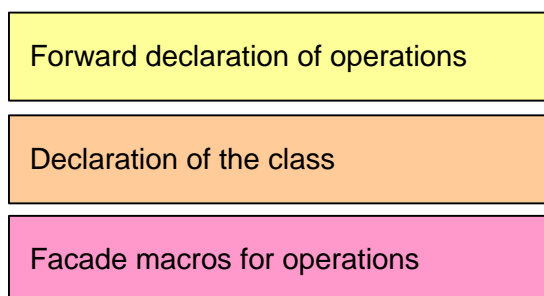 Forward declaration of operations
Declaration of the class
Facade macros for operations